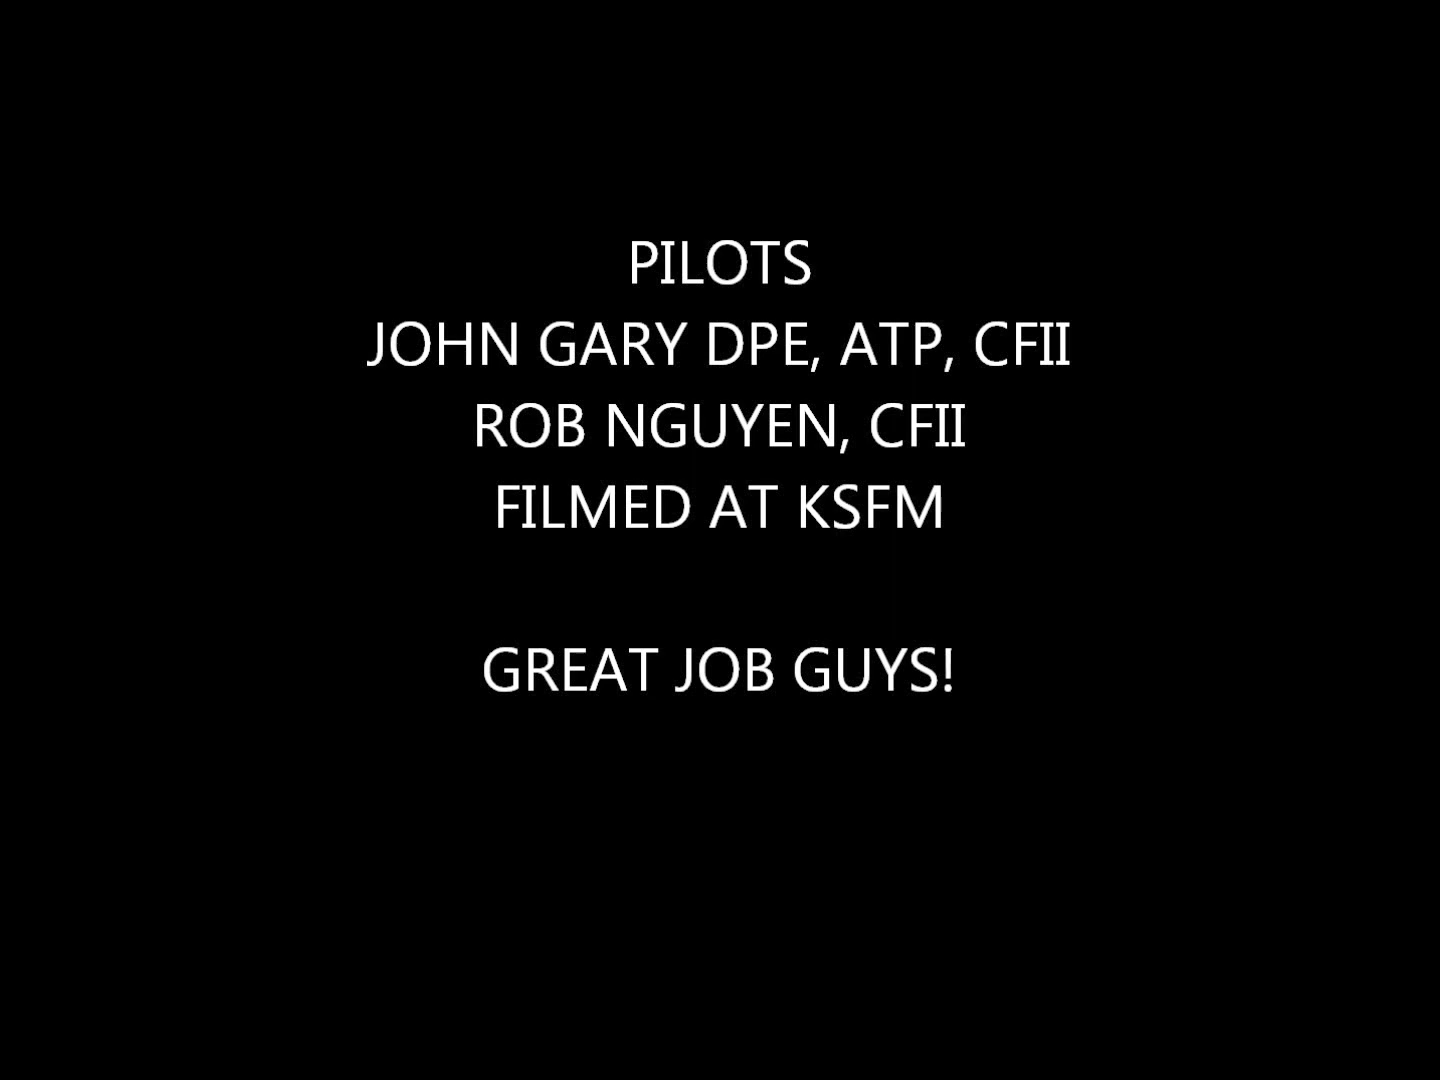 PILOTS
JOHN GARY DPE, ATP, CFII
ROB NGUYEN, CFII
FILMED AT KSFM
GREAT JOB GUYS!